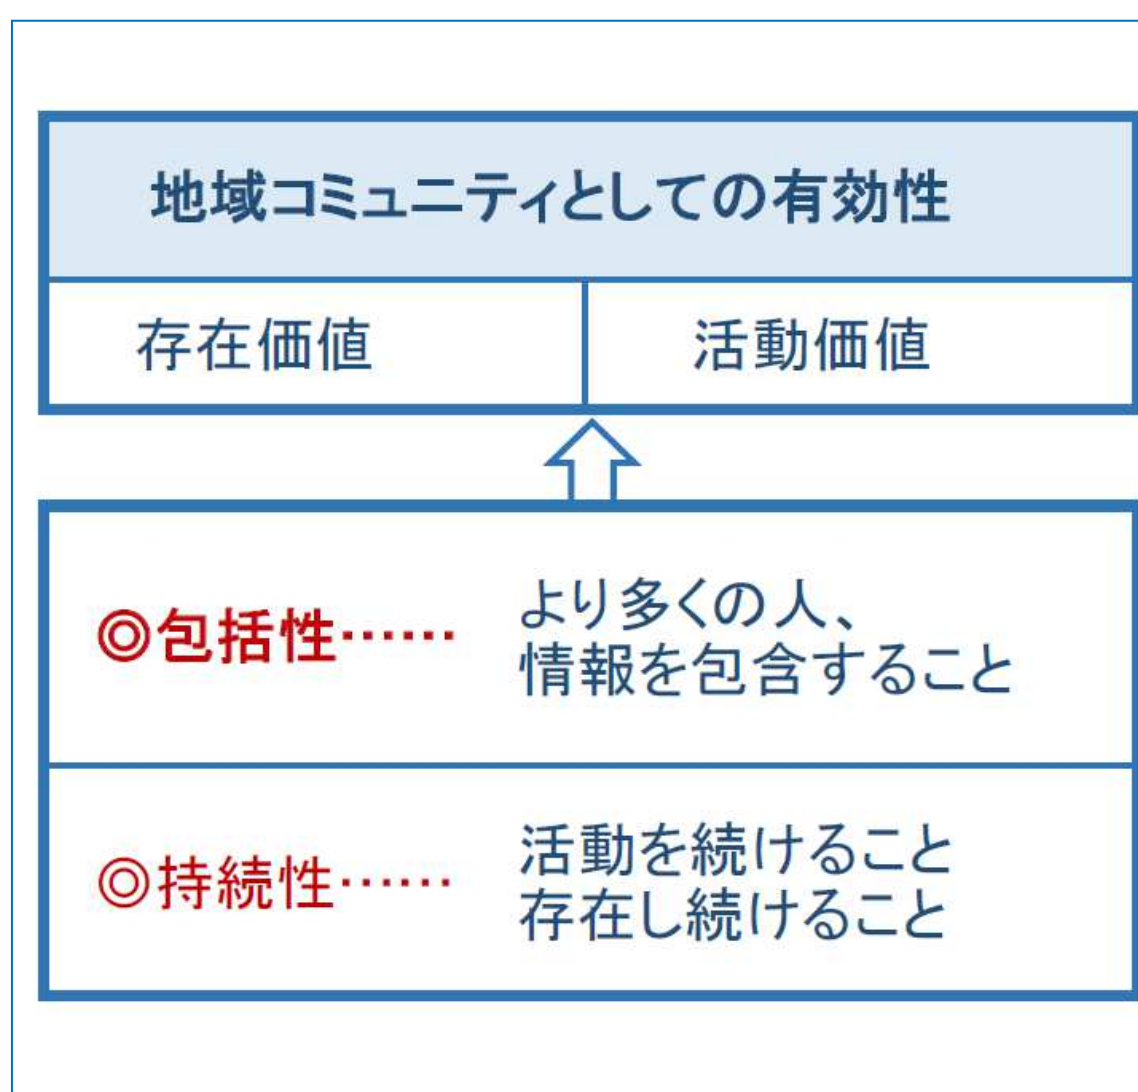 地域コミュニティとしての有効性
存在価値
活動価値
◎包括性……
より多くの人、
情報を包含すること
◎持続性……
活動を続けること
存在し続けること